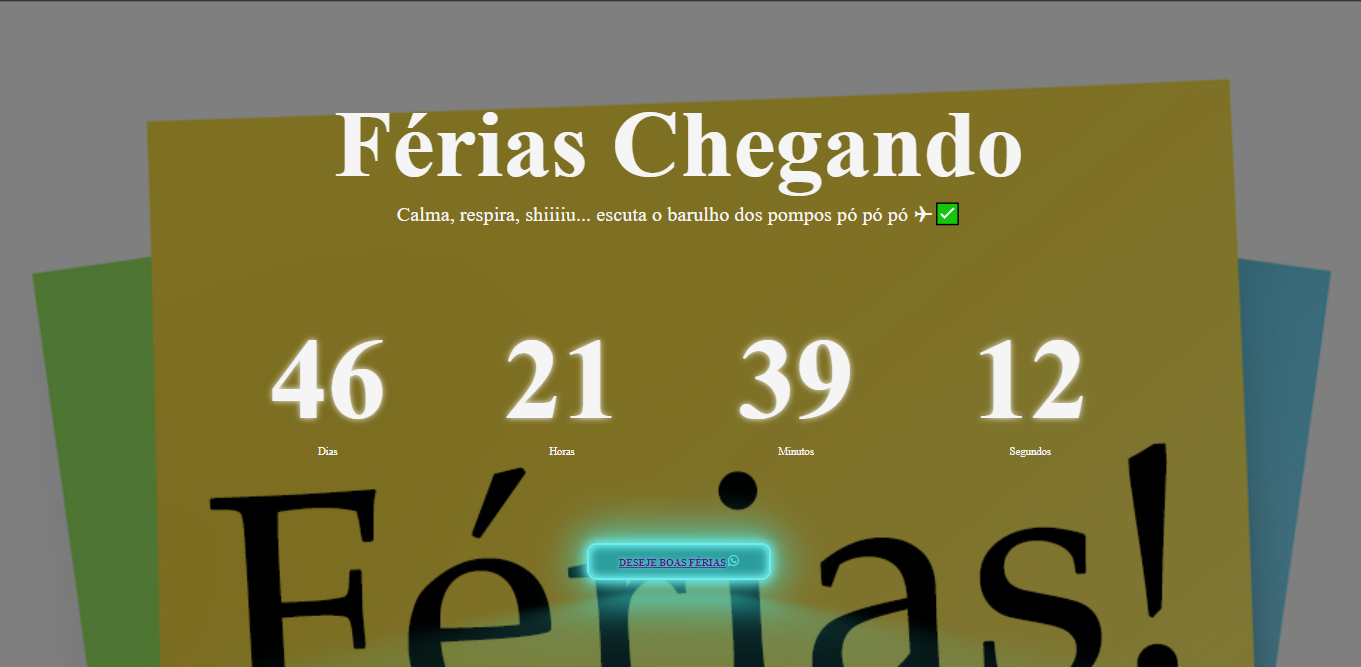 Férias Chegando
Calma, respira, shiiiiu... escuta o barulho dos pompos pó pó pó ✈✅
46 21 39 12
Dias Horas Minutos Segundos
Férias!
DESEJE BOAS FÉRIAS